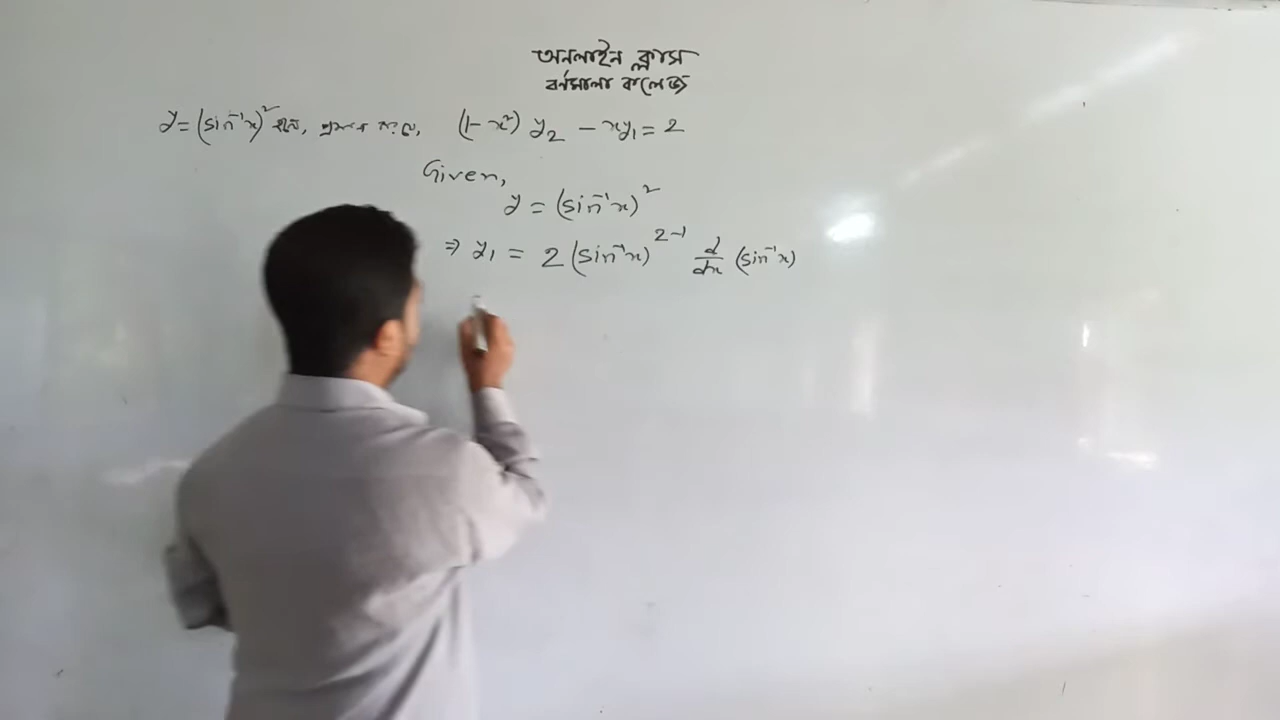 অনলাইন ক্লাস
বর্ণমালা কলেজ
y = (sin⁻¹x)² হলে, প্রমাণ কর যে, (1-x²) y₂ - xy₁ = 2
Given,
y = (sin⁻¹x)²
⇒ y₁ = 2 (sin⁻¹x)²⁻¹ d/dx (sin⁻¹x)